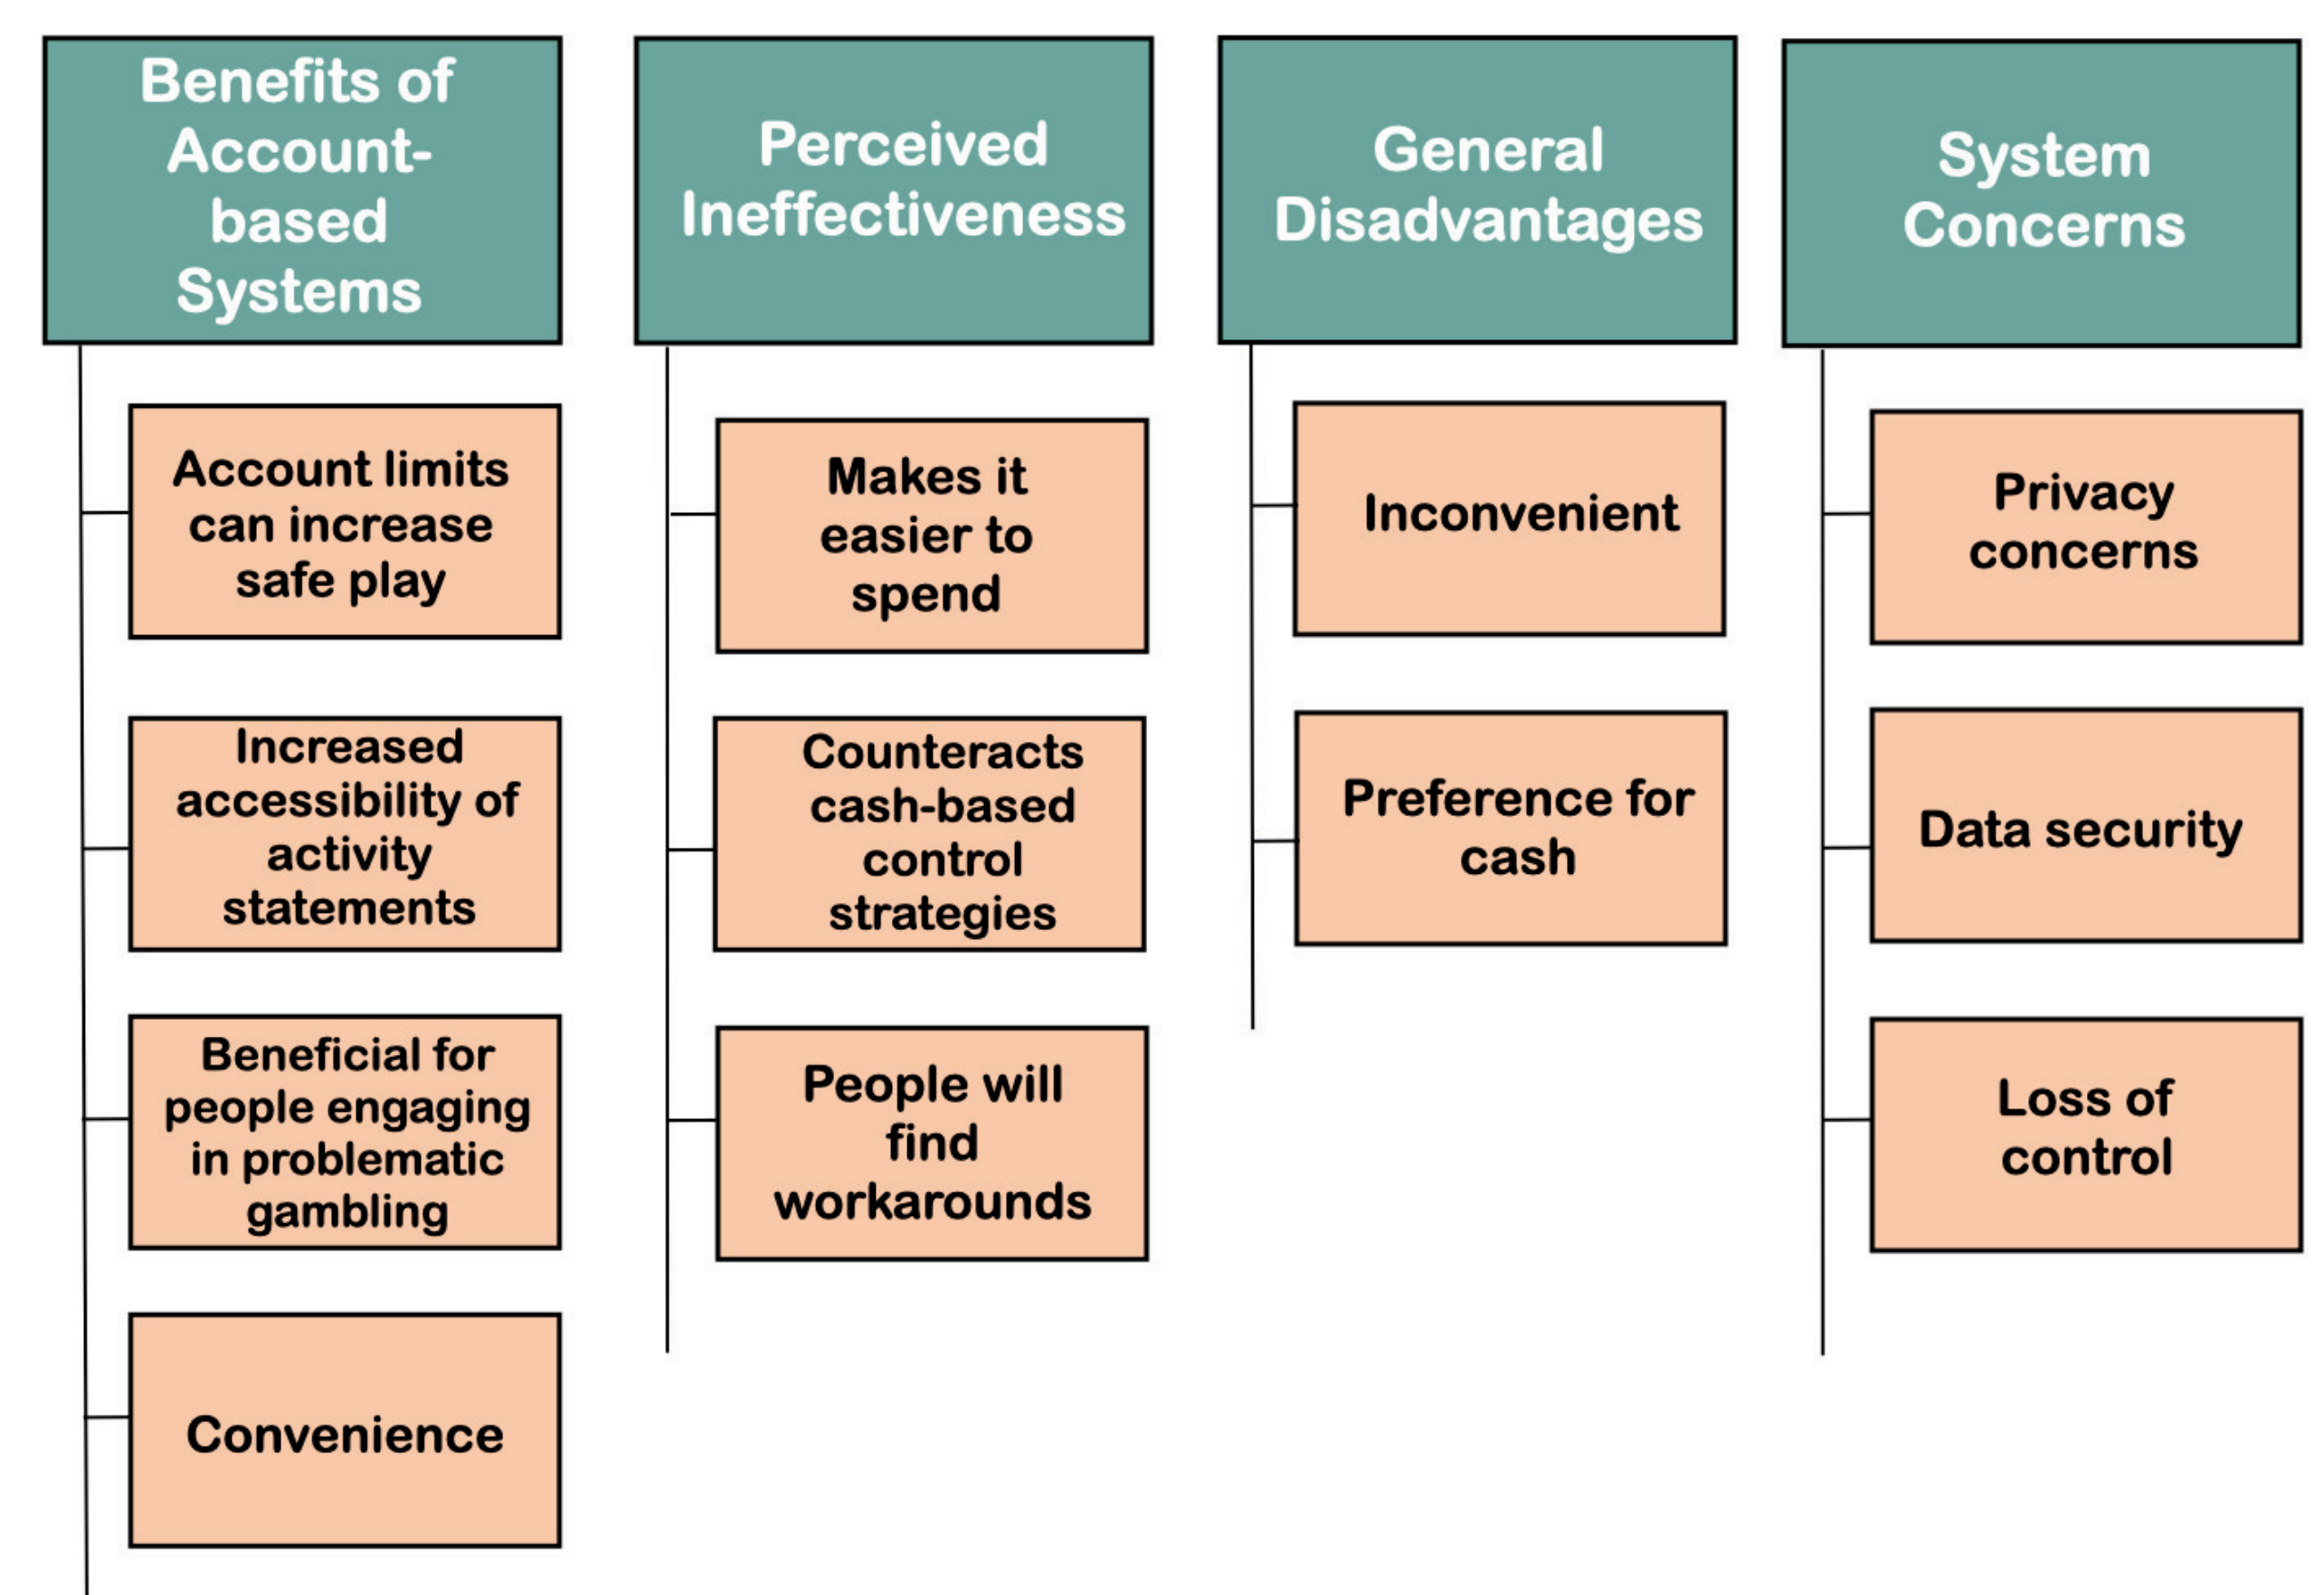 Benefits of
Account-
based
Systems
Account limits
can increase
safe play
Increased
accessibility of
activity
statements
Beneficial for
people engaging
in problematic
gambling
Convenience
Perceived
Ineffectiveness
Makes it
easier to
spend
Counteracts
cash-based
control
strategies
People will
find
workarounds
General
Disadvantages
Inconvenient
Preference for
cash
System
Concerns
Privacy
concerns
Data security
Loss of
control